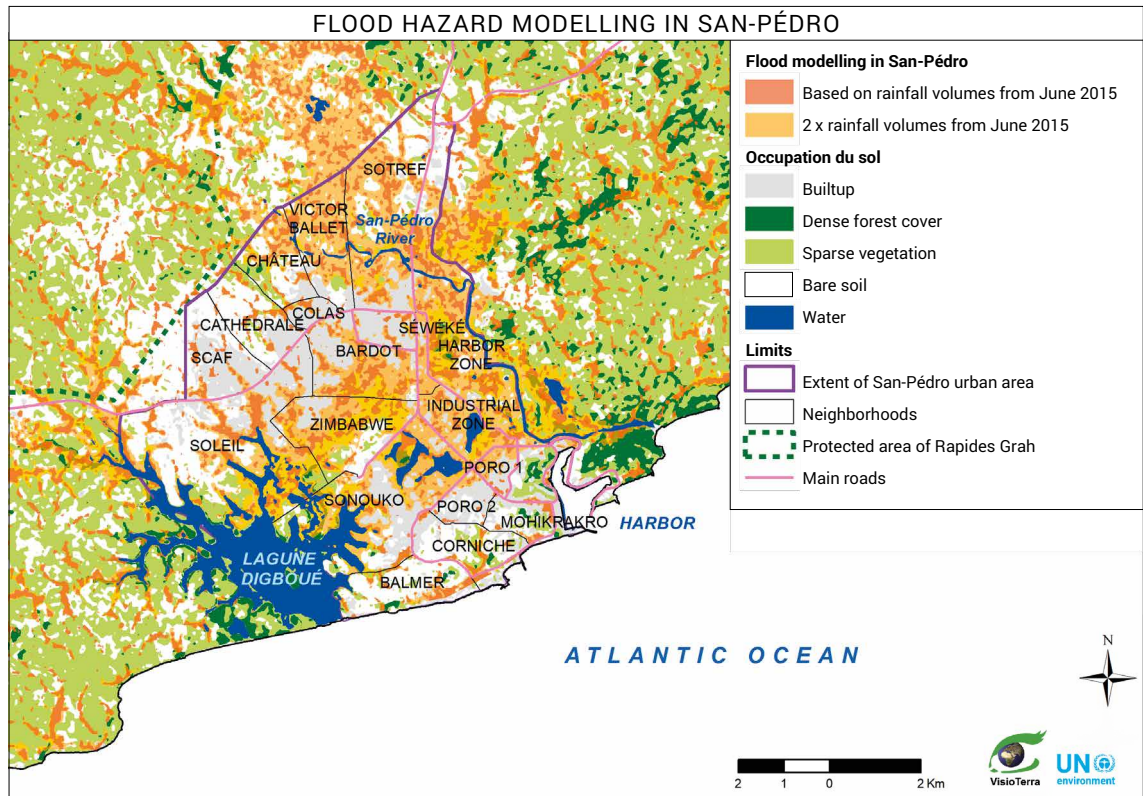 FLOOD HAZARD MODELLING IN SAN-PÉDRO
Flood modelling in San-Pédro
Based on rainfall volumes from June 2015
2 x rainfall volumes from June 2015
Occupation du sol
Builtup
Dense forest cover
Sparse vegetation
Bare soil
Water
Limits
Extent of San-Pédro urban area
Neighborhoods
Protected area of Rapides Grah
Main roads
SOTREF
VICTOR
BALLET
San-Pédro
River
CHÂTEAU
COLAS
CATHÉDRALE
SCAF
BARDOT
SÉWÉKÉ
HARBOR
ZONE
INDUSTRIAL
ZONE
ZIMBABWE
SOLEIL
PORO 1
SONOUKO
PORO 2
MOHIKRAKRO
HARBOR
CORNICHE
LAGUNE
DIGBOUÉ
BALMER
ATLANTIC OCEAN
N
2 1 0 2 Km
VisioTerra
UN
environment